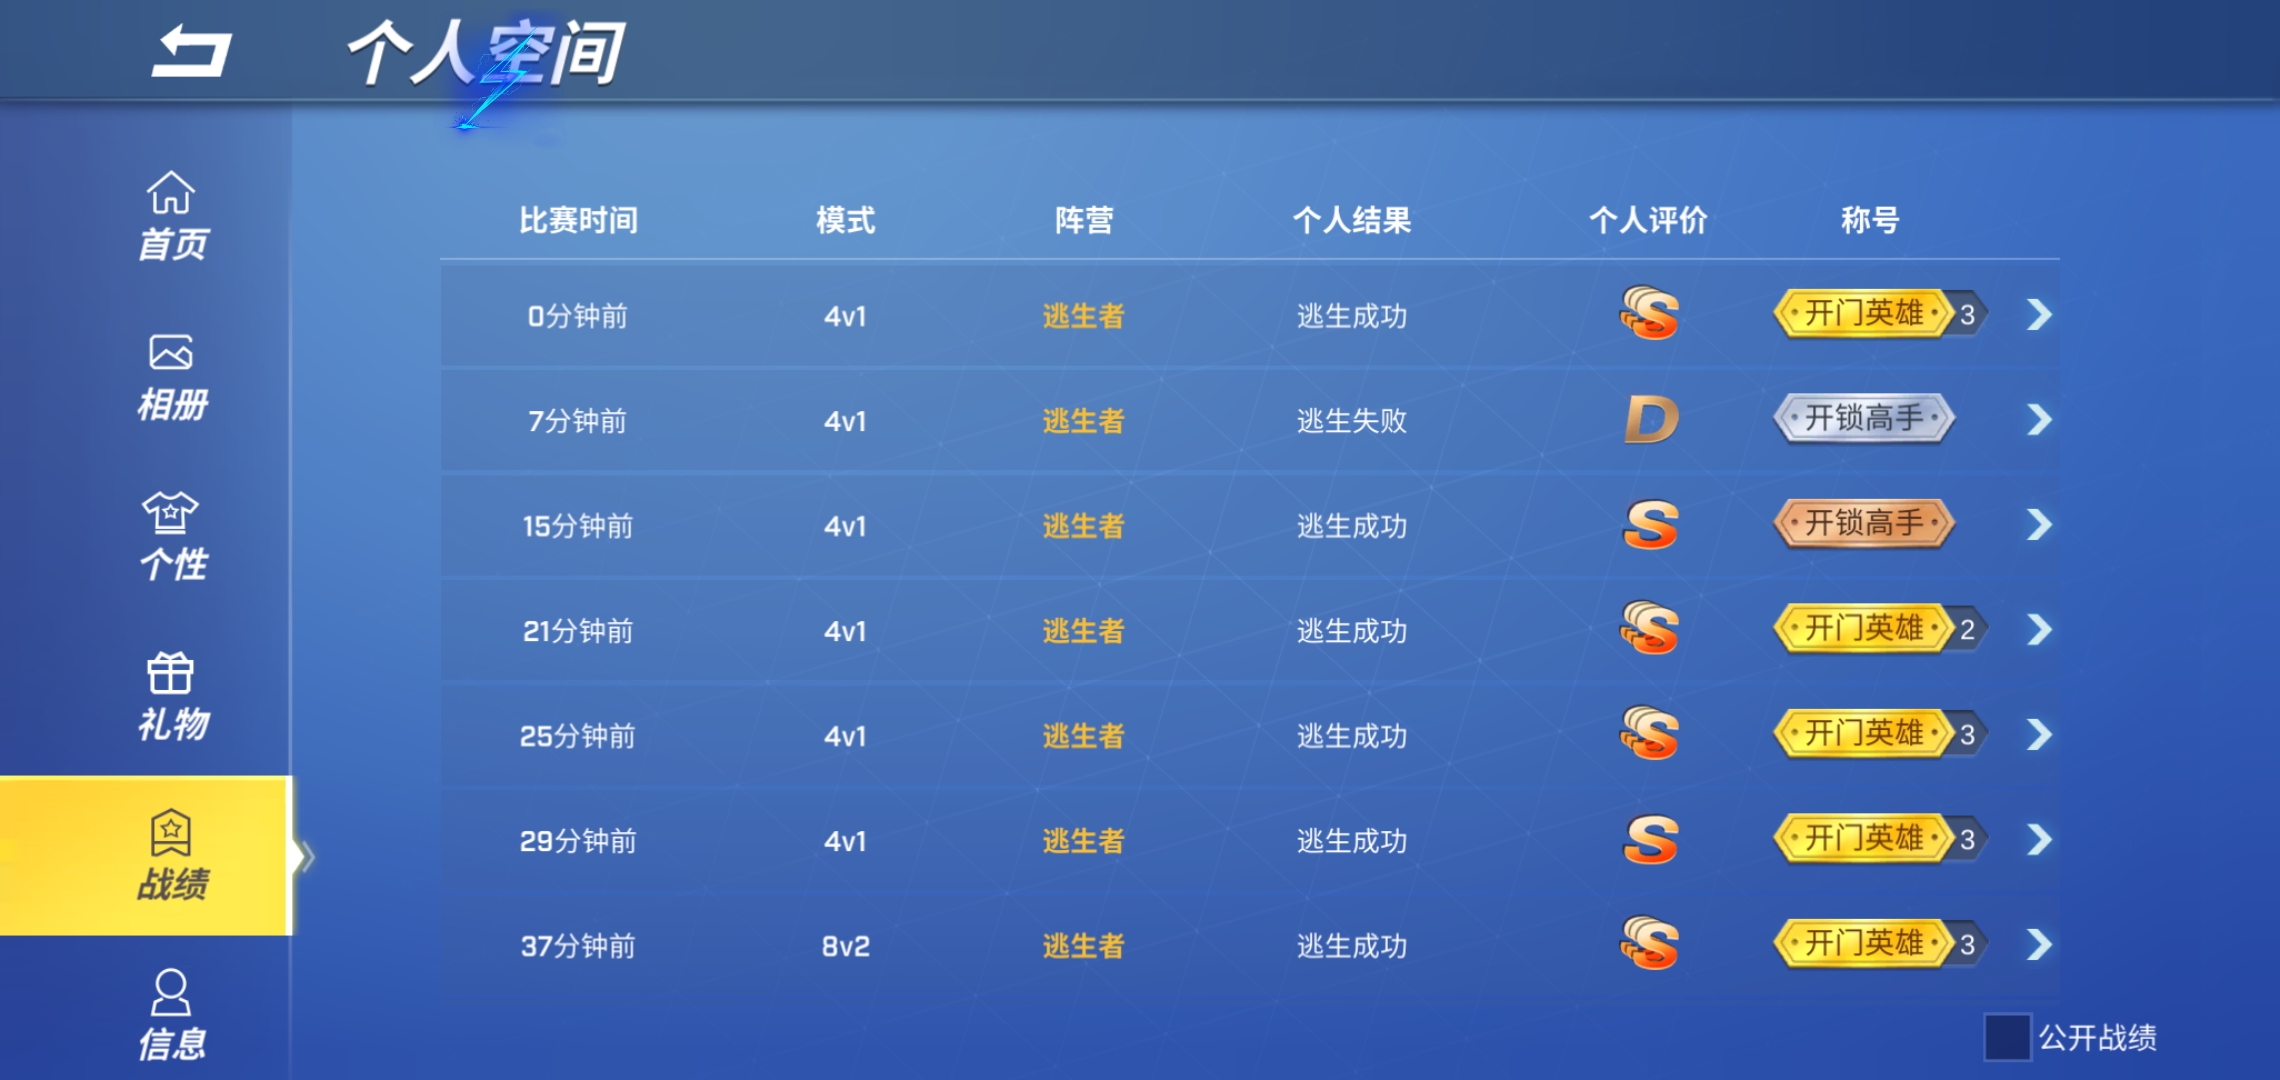 个人空间
首页
相册
个性
礼物
战绩
信息
比赛时间 模式 阵营 个人结果 个人评价 称号
0分钟前 4v1 逃生者 逃生成功 SSS 开门英雄 3
7分钟前 4v1 逃生者 逃生失败 D 开锁高手
15分钟前 4v1 逃生者 逃生成功 S 开锁高手
21分钟前 4v1 逃生者 逃生成功 SSS 开门英雄 2
25分钟前 4v1 逃生者 逃生成功 SSS 开门英雄 3
29分钟前 4v1 逃生者 逃生成功 S 开门英雄 3
37分钟前 8v2 逃生者 逃生成功 SSS 开门英雄 3
公开战绩